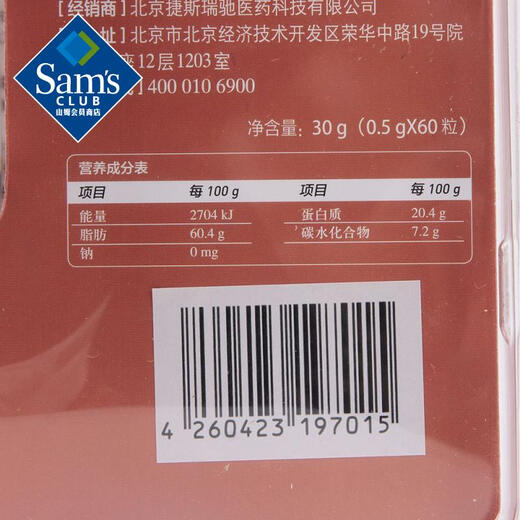 [经销商] 北京捷斯瑞驰医药科技有限公司
址 | 北京市北京经济技术开发区荣华中路19号院
12层1203室
400 010 6900
Sam's
CLUB
山姆会员商店
净含量: 30 g (0.5 gX60 粒)
营养成分表
项目 每 100 g 项目 每 100 g
能量 2704 kJ 蛋白质 20.4 g
脂肪 60.4 g 碳水化合物 7.2 g
钠 0 mg
4 260423 197015